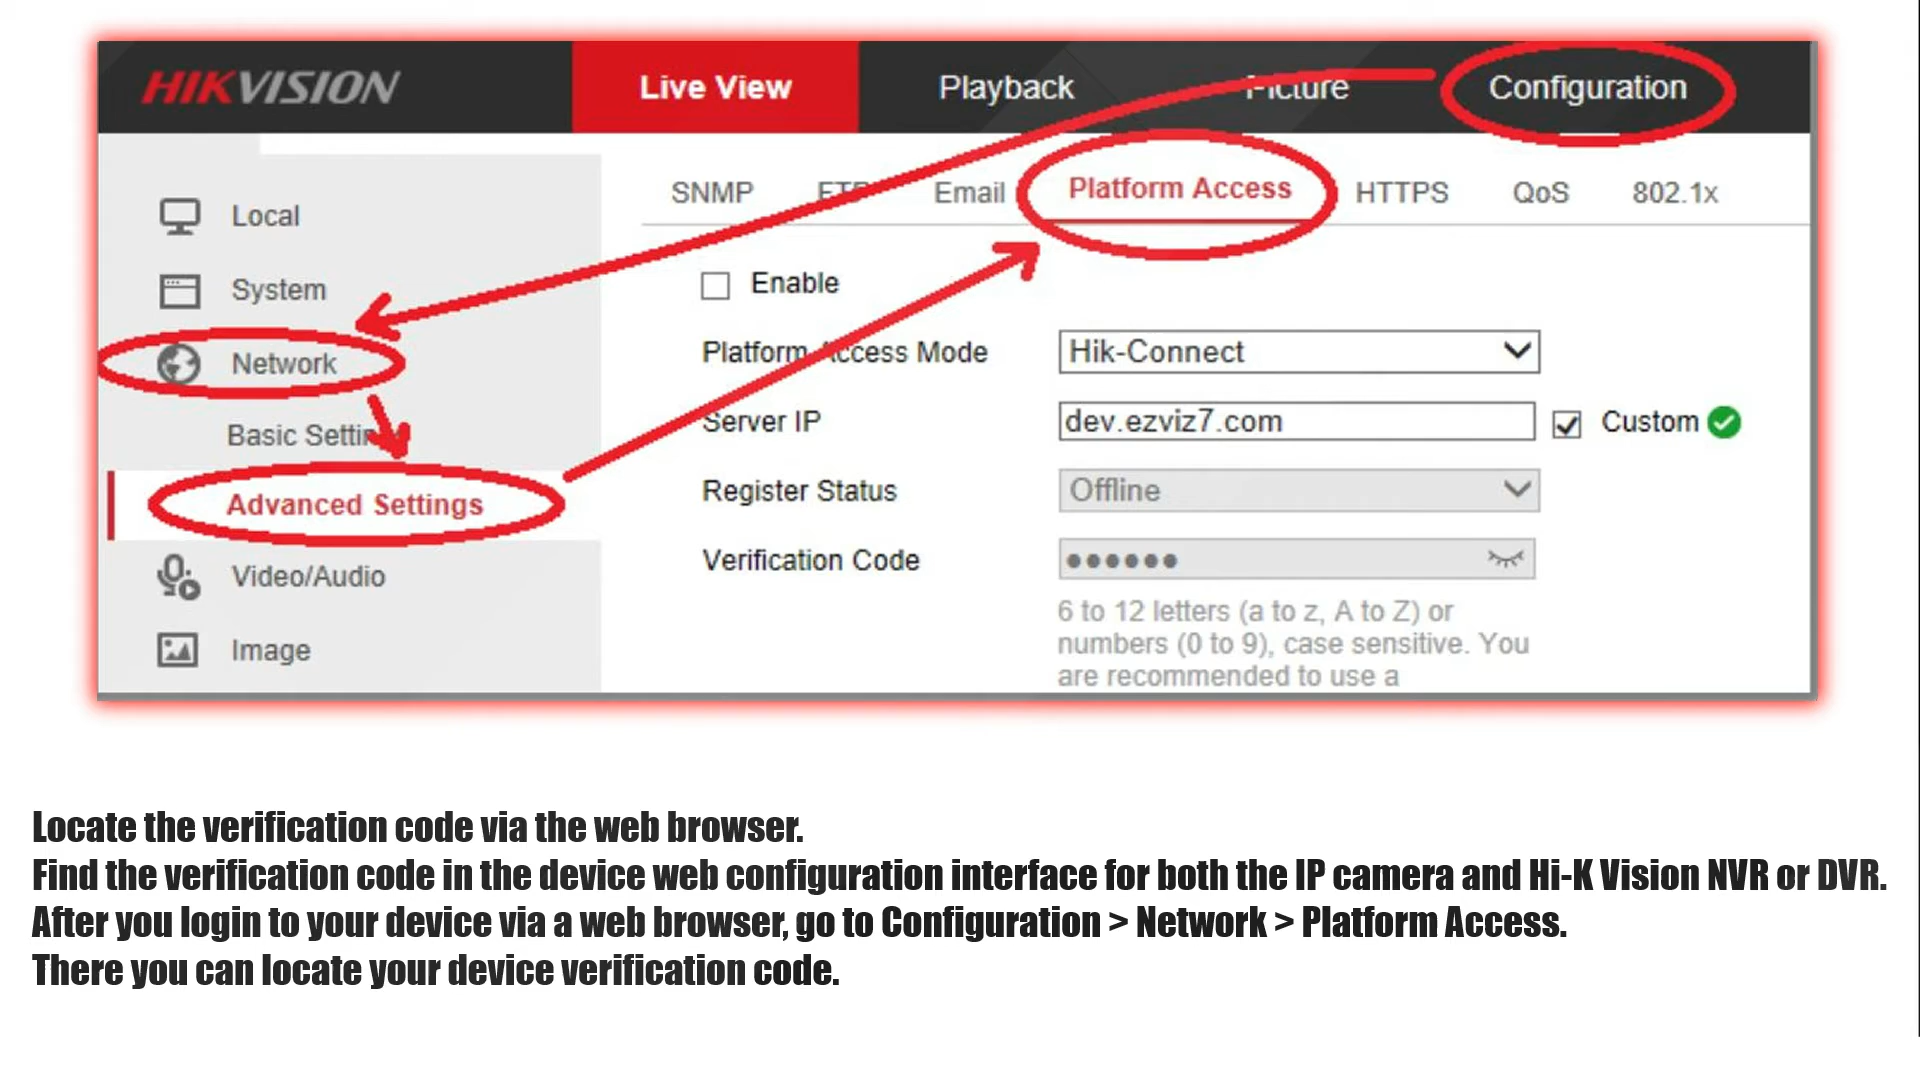 HIKVISION Live View Playback Picture Configuration
SNMP FTP Email Platform Access HTTPS QoS 802.1x
Local
System
Network
Basic Settings
Advanced Settings
Video/Audio
Image
Enable
Platform Access Mode Hik-Connect
Server IP dev.ezviz7.com Custom
Register Status Offline
Verification Code ●●●●●●
6 to 12 letters (a to z, A to Z) or
numbers (0 to 9), case sensitive. You
are recommended to use a
Locate the verification code via the web browser.
Find the verification code in the device web configuration interface for both the IP camera and Hi-K Vision NVR or DVR.
After you login to your device via a web browser, go to Configuration > Network > Platform Access.
There you can locate your device verification code.